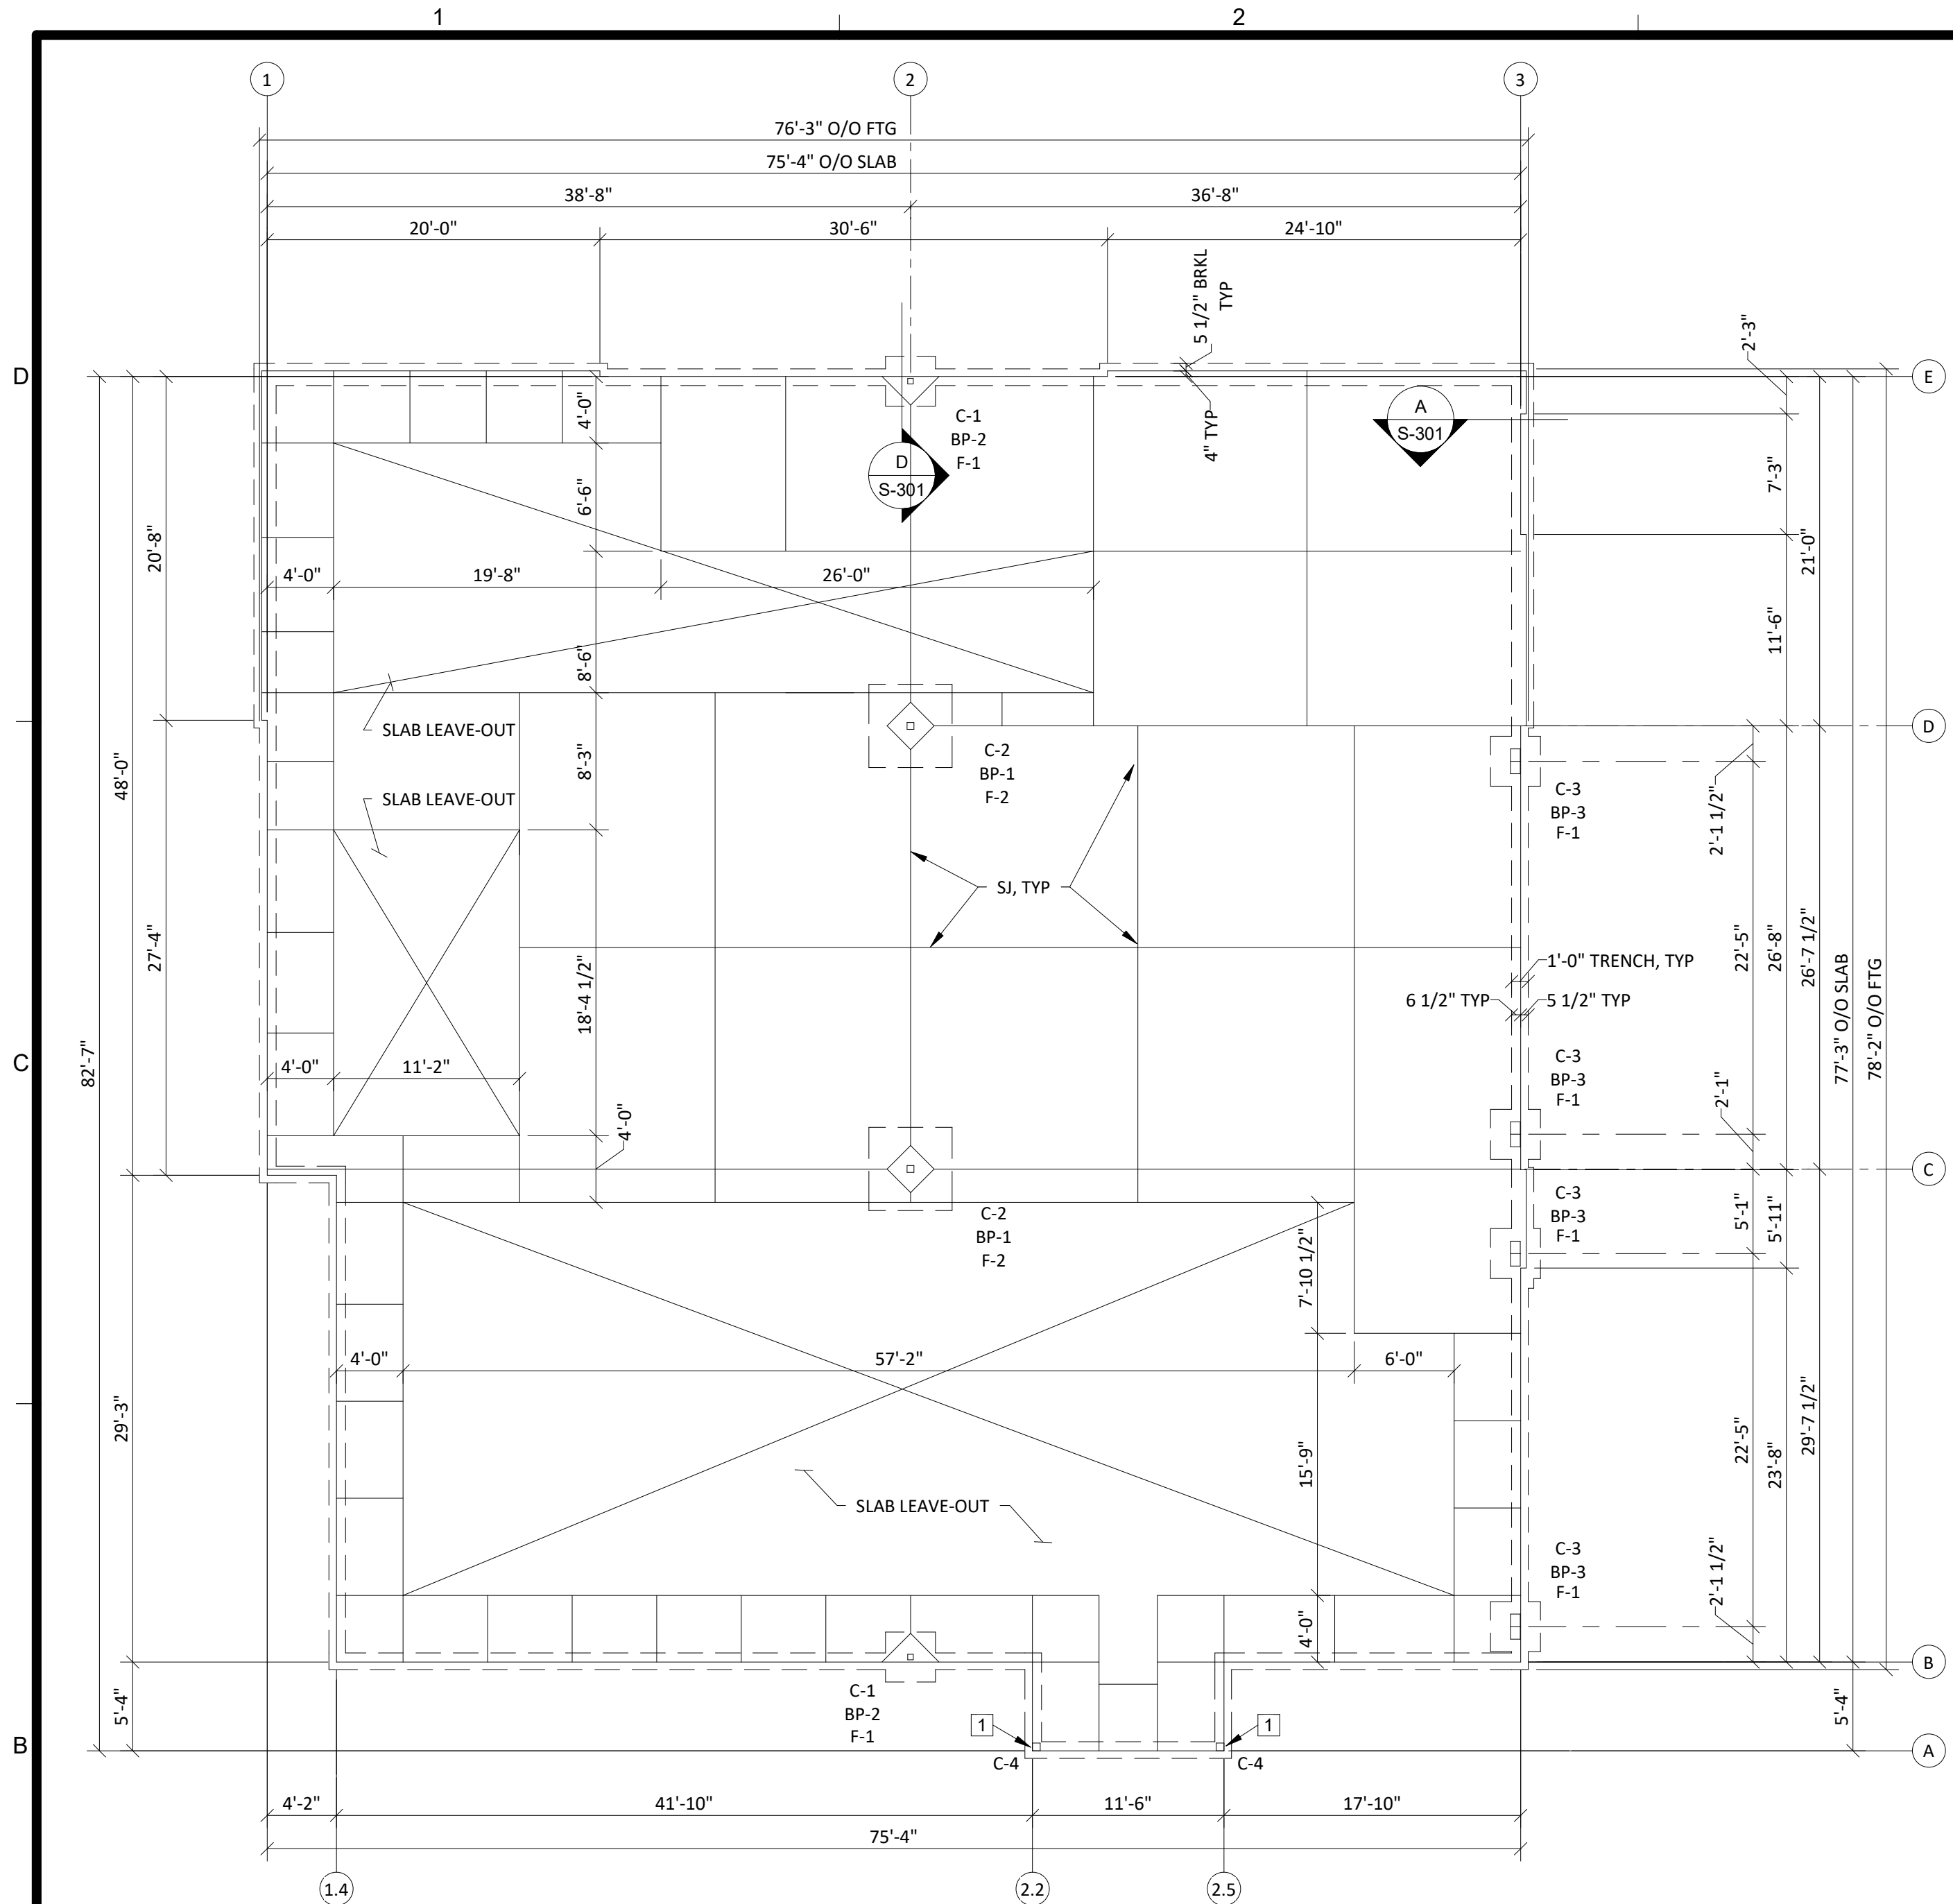 1
2
1
2
3
76'-3" O/O FTG
75'-4" O/O SLAB
38'-8"
36'-8"
20'-0"
30'-6"
24'-10"
5 1/2" BRKL
TYP
2'-3"
D
E
4'-0"
C-1
BP-2
F-1
4" TYP
A
S-301
D
S-301
7'-3"
6'-6"
20'-8"
21'-0"
4'-0"
19'-8"
26'-0"
11'-6"
8'-6"
SLAB LEAVE-OUT
D
48'-0"
8'-3"
C-2
BP-1
F-2
SLAB LEAVE-OUT
C-3
BP-3
F-1
2'-1 1/2"
SJ, TYP
27'-4"
22'-5"
26'-8"
26'-7 1/2"
1'-0" TRENCH, TYP
18'-4 1/2"
6 1/2" TYP
5 1/2" TYP
77'-3" O/O SLAB
78'-2" O/O FTG
C
82'-7"
4'-0"
11'-2"
C-3
BP-3
F-1
2'-1"
4'-0"
C
C-3
BP-3
F-1
5'-1"
5'-11"
C-2
BP-1
F-2
7'-10 1/2"
4'-0"
57'-2"
6'-0"
29'-3"
15'-9"
22'-5"
23'-8"
29'-7 1/2"
SLAB LEAVE-OUT
C-3
BP-3
F-1
2'-1 1/2"
4'-0"
B
C-1
BP-2
F-1
5'-4"
5'-4"
1
1
B
A
C-4
C-4
4'-2"
41'-10"
11'-6"
17'-10"
75'-4"
1.4
2.2
2.5